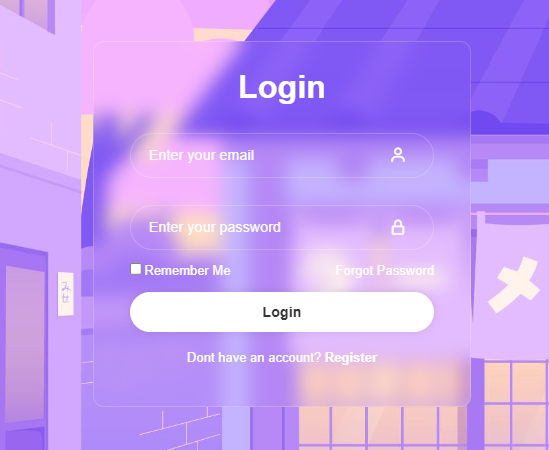 Login
Enter your email
Enter your password
Remember Me Forgot Password
Login
Dont have an account? Register
みせ
メ